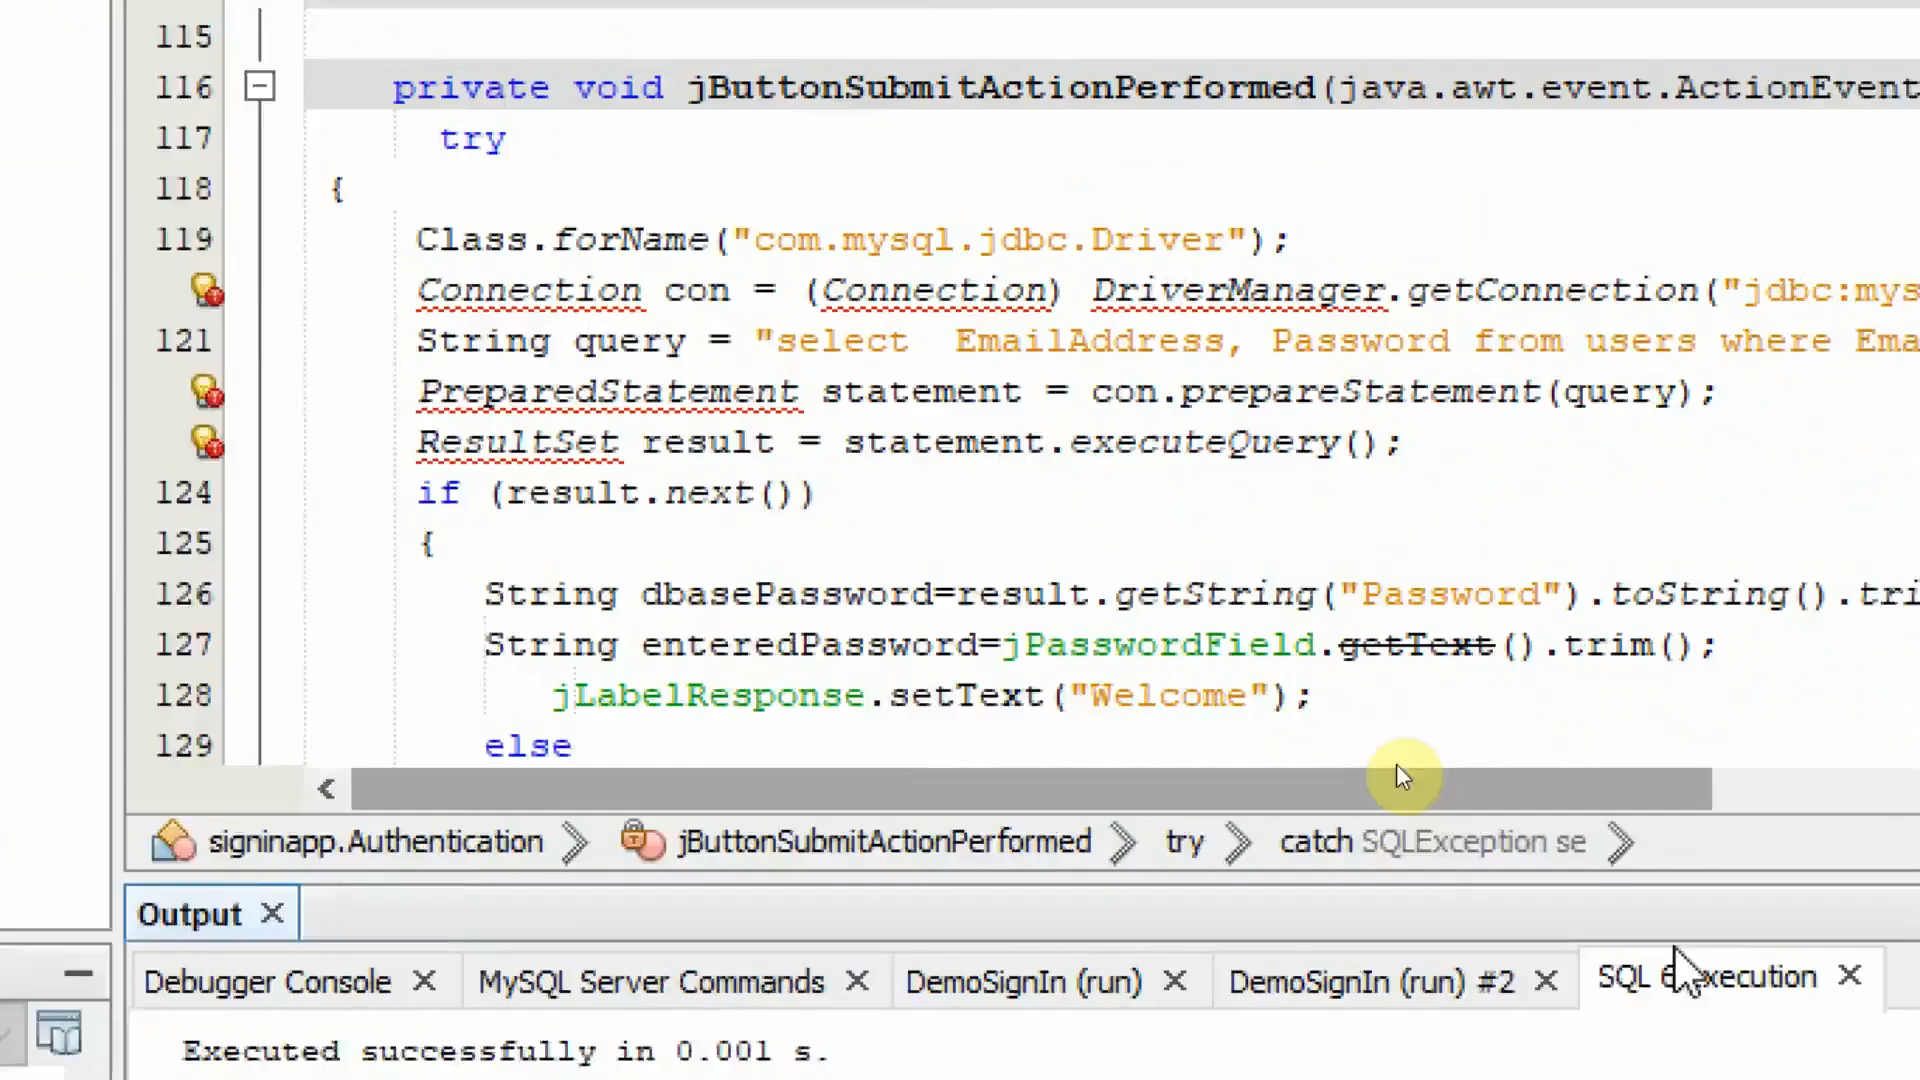 115
116 private void jButtonSubmitActionPerformed(java.awt.event.ActionEvent
117 try
118 {
119 Class.forName("com.mysql.jdbc.Driver");
Connection con = (Connection) DriverManager.getConnection("jdbc:mys
121 String query = "select  EmailAddress, Password from users where Ema
PreparedStatement statement = con.prepareStatement(query);
ResultSet result = statement.executeQuery();
124 if (result.next())
125 {
126 String dbasePassword=result.getString("Password").toString().tri
127 String enteredPassword=jPasswordField.getText().trim();
128 jLabelResponse.setText("Welcome");
129 else
signinapp.Authentication jButtonSubmitActionPerformed try catch SQLException se
Output
Debugger Console MySQL Server Commands DemoSignIn (run) DemoSignIn (run) #2 SQL 6 execution
Executed successfully in 0.001 s.